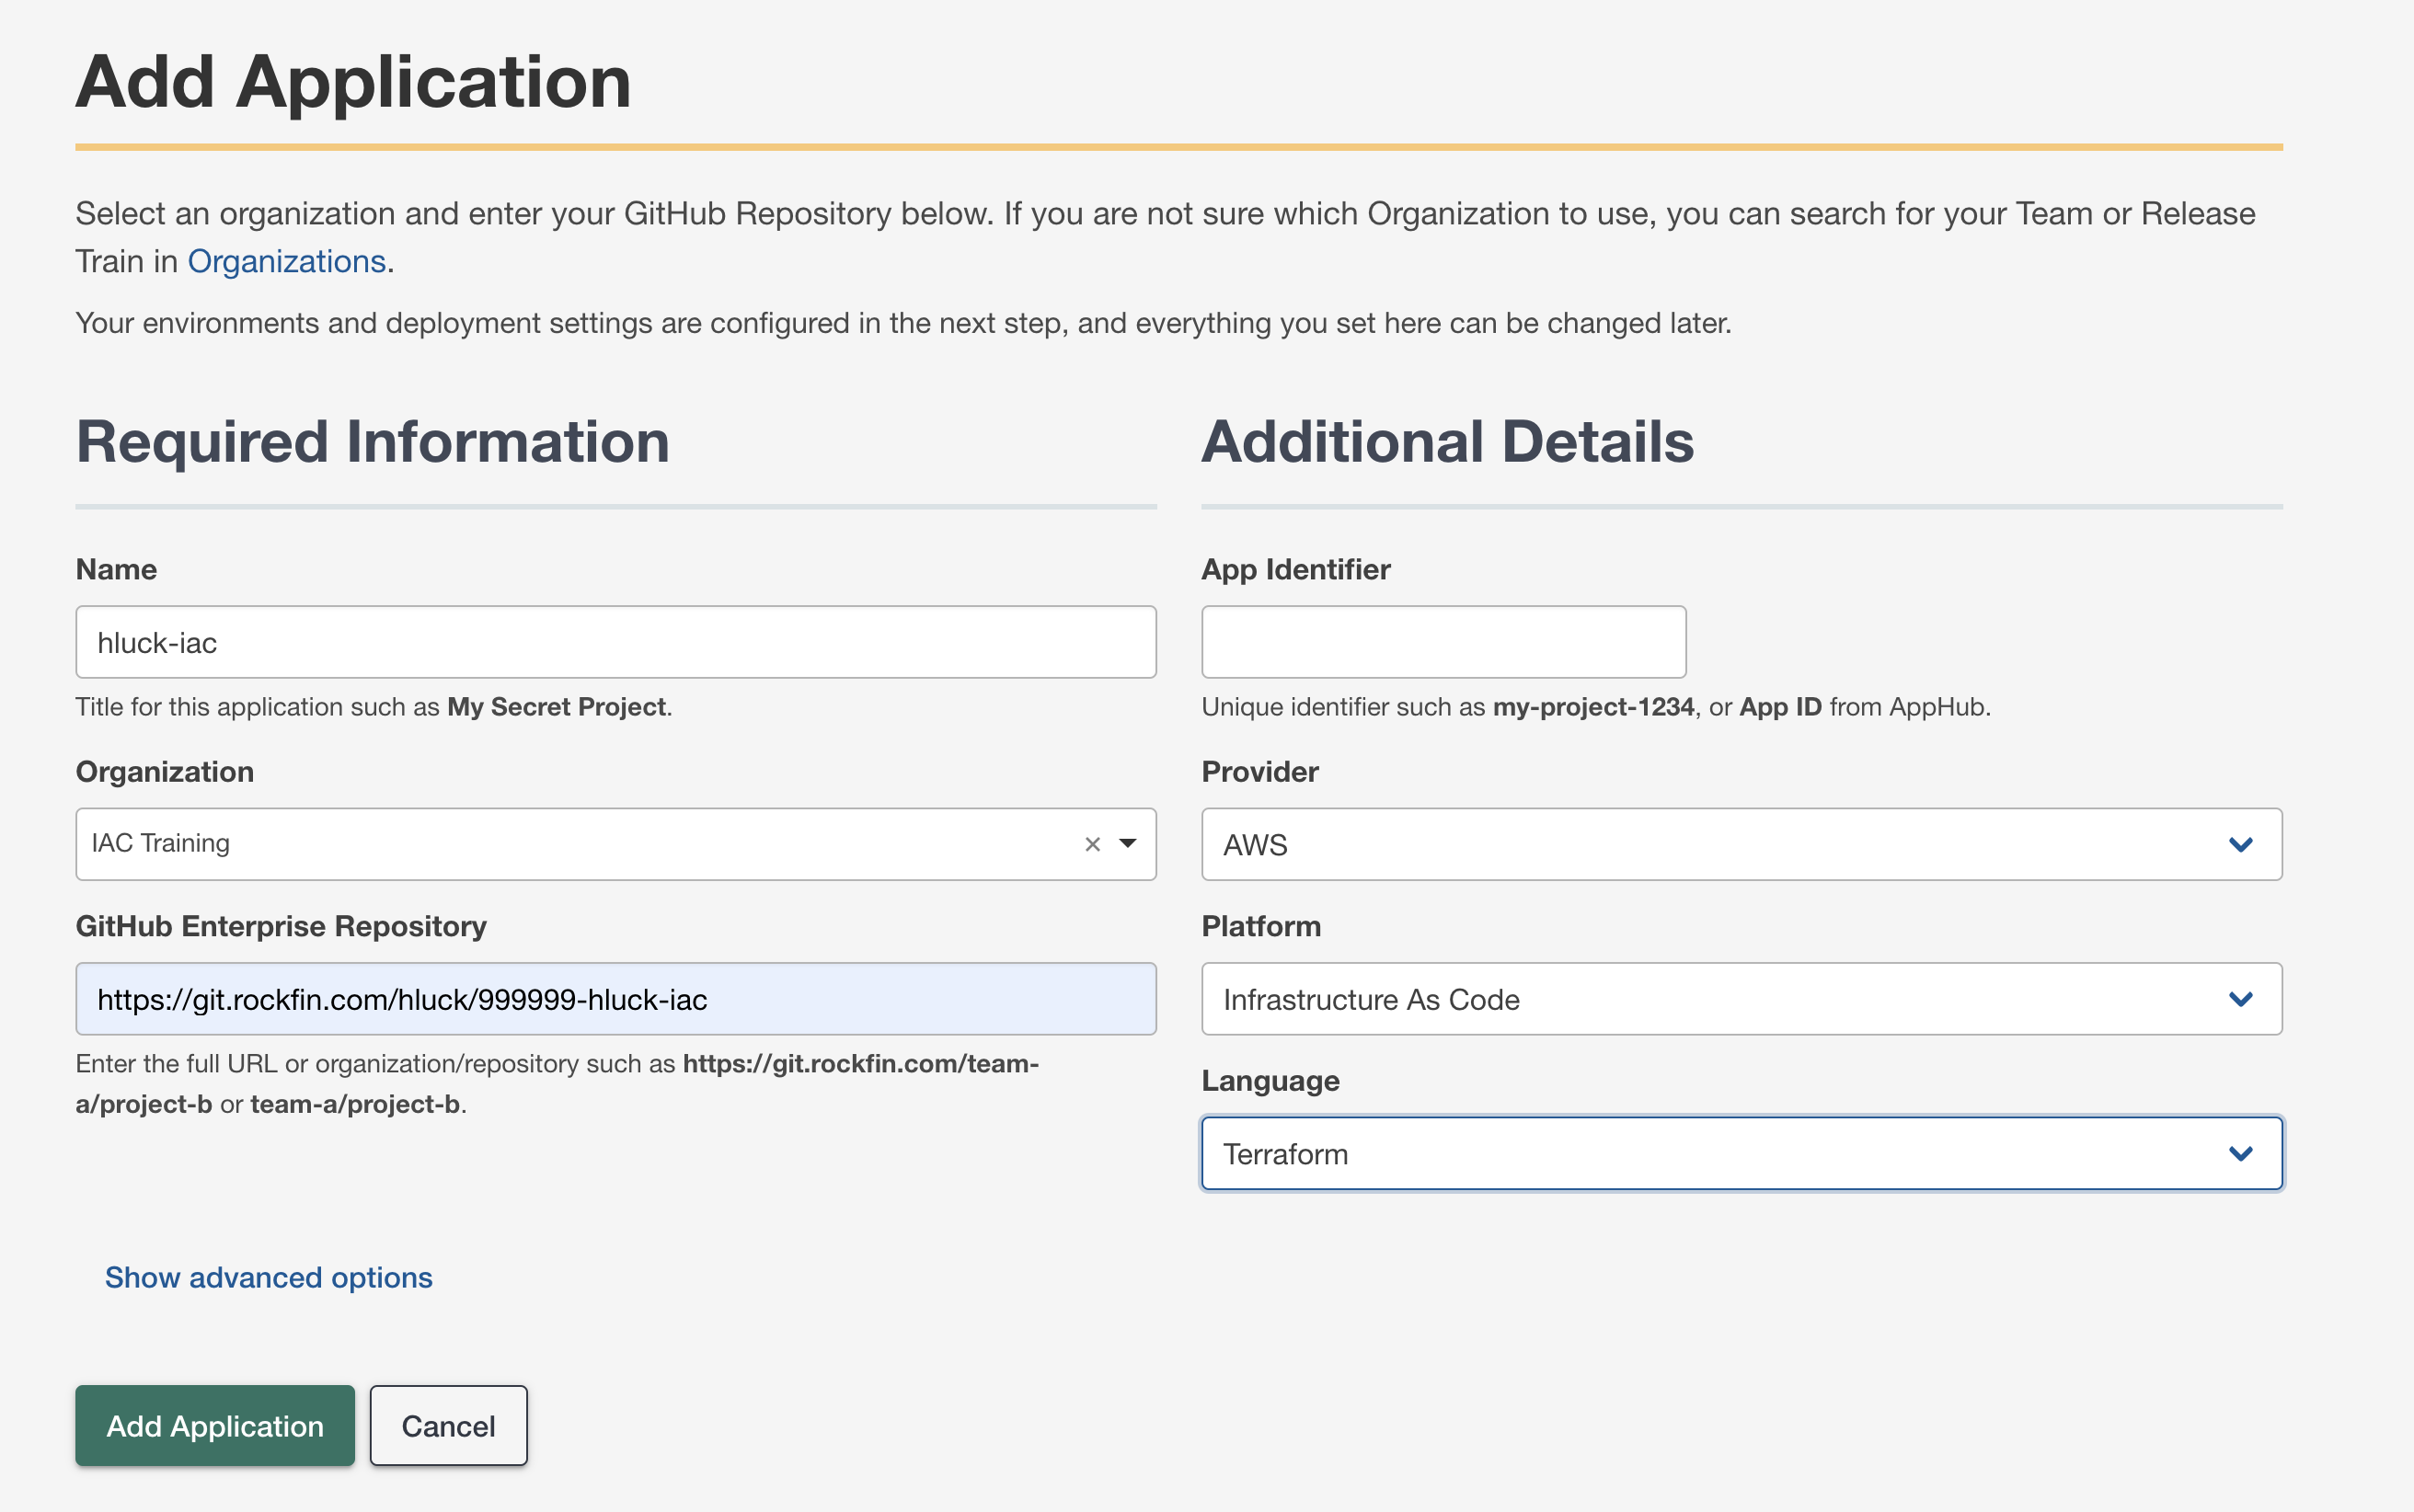 Add Application
Select an organization and enter your GitHub Repository below. If you are not sure which Organization to use, you can search for your Team or Release
Train in Organizations.
Your environments and deployment settings are configured in the next step, and everything you set here can be changed later.
Required Information
Name
hluck-iac
Title for this application such as My Secret Project.
Organization
IAC Training
GitHub Enterprise Repository
https://git.rockfin.com/hluck/999999-hluck-iac
Enter the full URL or organization/repository such as https://git.rockfin.com/team-
a/project-b or team-a/project-b.
Additional Details
App Identifier
Unique identifier such as my-project-1234, or App ID from AppHub.
Provider
AWS
Platform
Infrastructure As Code
Language
Terraform
Show advanced options
Add Application
Cancel